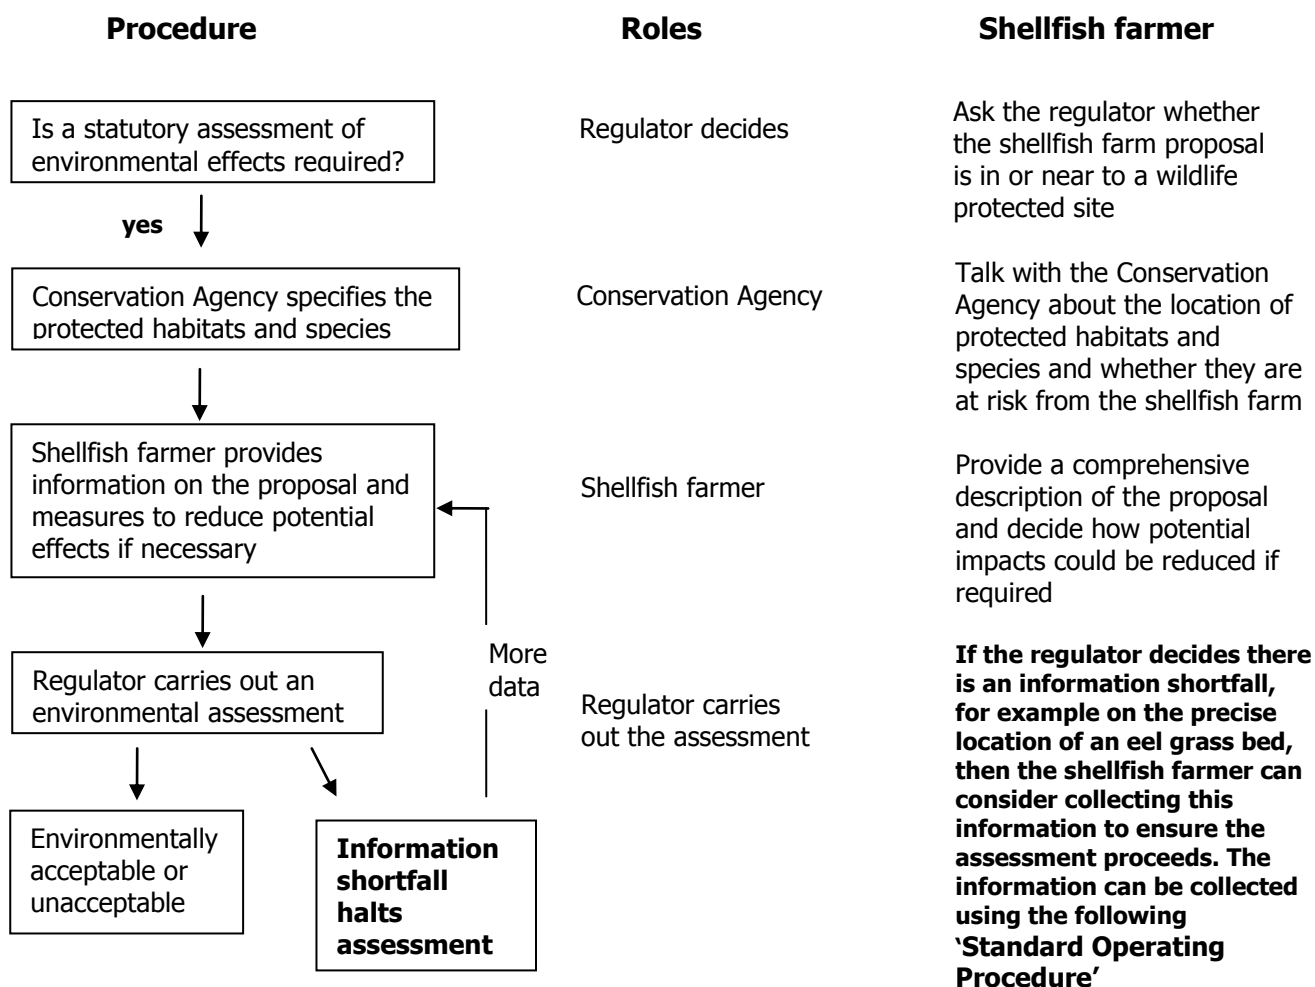 Procedure
Roles
Shellfish farmer
Is a statutory assessment of
environmental effects required?
Regulator decides
Ask the regulator whether
the shellfish farm proposal
is in or near to a wildlife
protected site
yes
Conservation Agency specifies the
protected habitats and species
Conservation Agency
Talk with the Conservation
Agency about the location of
protected habitats and
species and whether they are
at risk from the shellfish farm
Shellfish farmer provides
information on the proposal and
measures to reduce potential
effects if necessary
Shellfish farmer
Provide a comprehensive
description of the proposal
and decide how potential
impacts could be reduced if
required
More
data
Regulator carries out an
environmental assessment
Regulator carries
out the assessment
If the regulator decides there
is an information shortfall,
for example on the precise
location of an eel grass bed,
then the shellfish farmer can
consider collecting this
information to ensure the
assessment proceeds. The
information can be collected
using the following
‘Standard Operating
Procedure’
Environmentally
acceptable or
unacceptable
Information
shortfall
halts
assessment